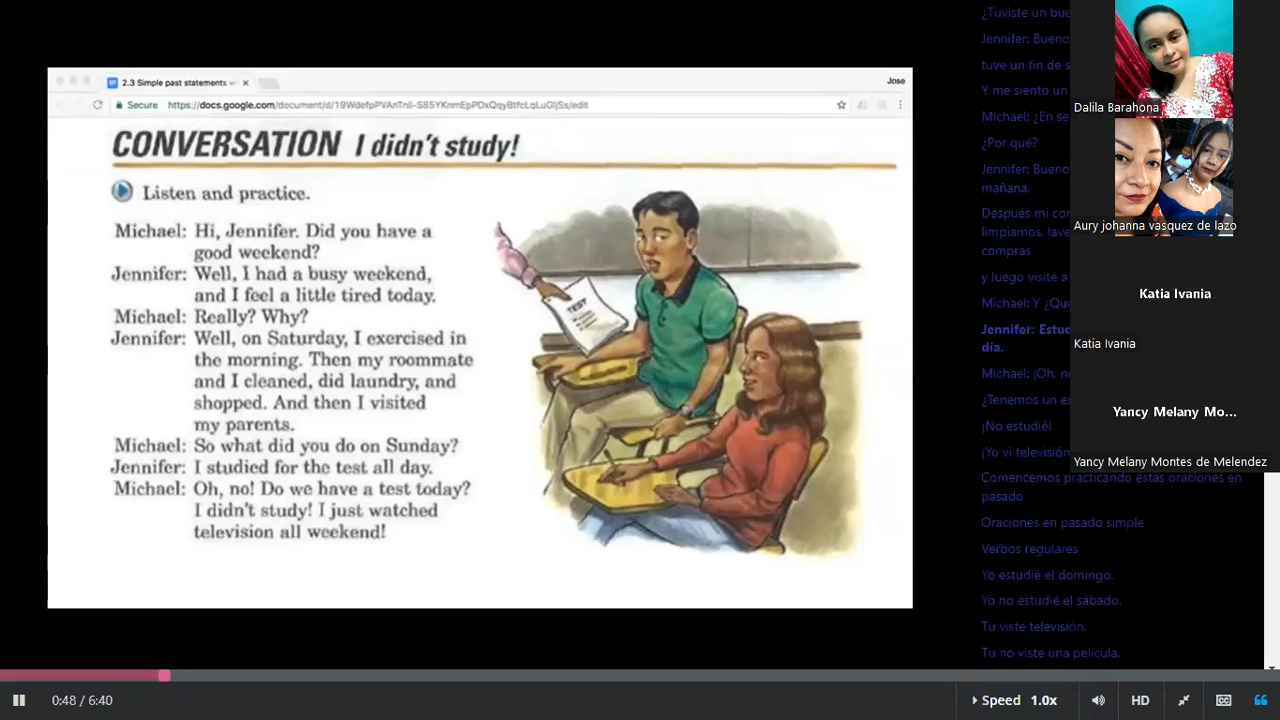 2.3 Simple past statements w
Jose
Secure
https://docs.google.com/document/d/19WdefpPVAnTnli-S85YKnmEpPDxQqyBtfcLqLuGljSs/edit
CONVERSATION I didn't study!
Listen and practice.
Michael: Hi, Jennifer. Did you have a
good weekend?
Jennifer: Well, I had a busy weekend,
and I feel a little tired today.
Michael: Really? Why?
Jennifer: Well, on Saturday, I exercised in
the morning. Then my roommate
and I cleaned, did laundry, and
shopped. And then I visited
my parents.
Michael: So what did you do on Sunday?
Jennifer: I studied for the test all day.
Michael: Oh, no! Do we have a test today?
I didn't study! I just watched
television all weekend!
TEST
¿Tuviste un bue
Jennifer: Bueno
tuve un fin de s
Y me siento un
Michael: ¿En se
¿Por qué?
Jennifer: Bueno
mañana.
Después mi co
limpiamos, lave
compras
y luego visité a
Michael: Y ¿Qué
Jennifer: Estud
día.
Michael: ¡Oh, no
¿Tenemos un ex
¡No estudié!
¡Yo vi televisión
Comencemos practicando estas oraciones en
pasado
Oraciones en pasado simple
Verbos regulares
Yo estudié el domingo.
Yo no estudié el sábado.
Tu viste televisión.
Tu no viste una película.
Dalila Barahona
Aury johanna vasquez de lazo
Katia Ivania
Katia Ivania
Yancy Melany Mo...
Yancy Melany Montes de Melendez
0:48 / 6:40
Speed 1.0x
HD
CC